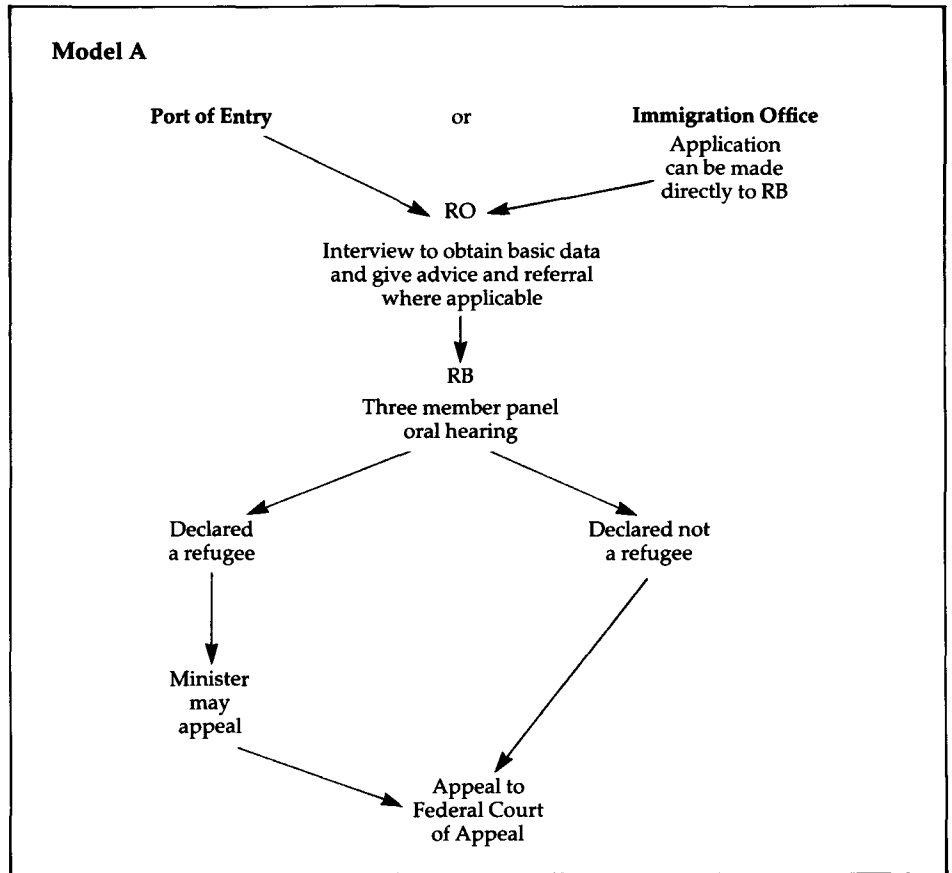 Model A
Port of Entry or Immigration Office
Application
can be made
directly to RB
RO
Interview to obtain basic data
and give advice and referral
where applicable
RB
Three member panel
oral hearing
Declared
a refugee
Declared not
a refugee
Minister
may
appeal
Appeal to
Federal Court
of Appeal